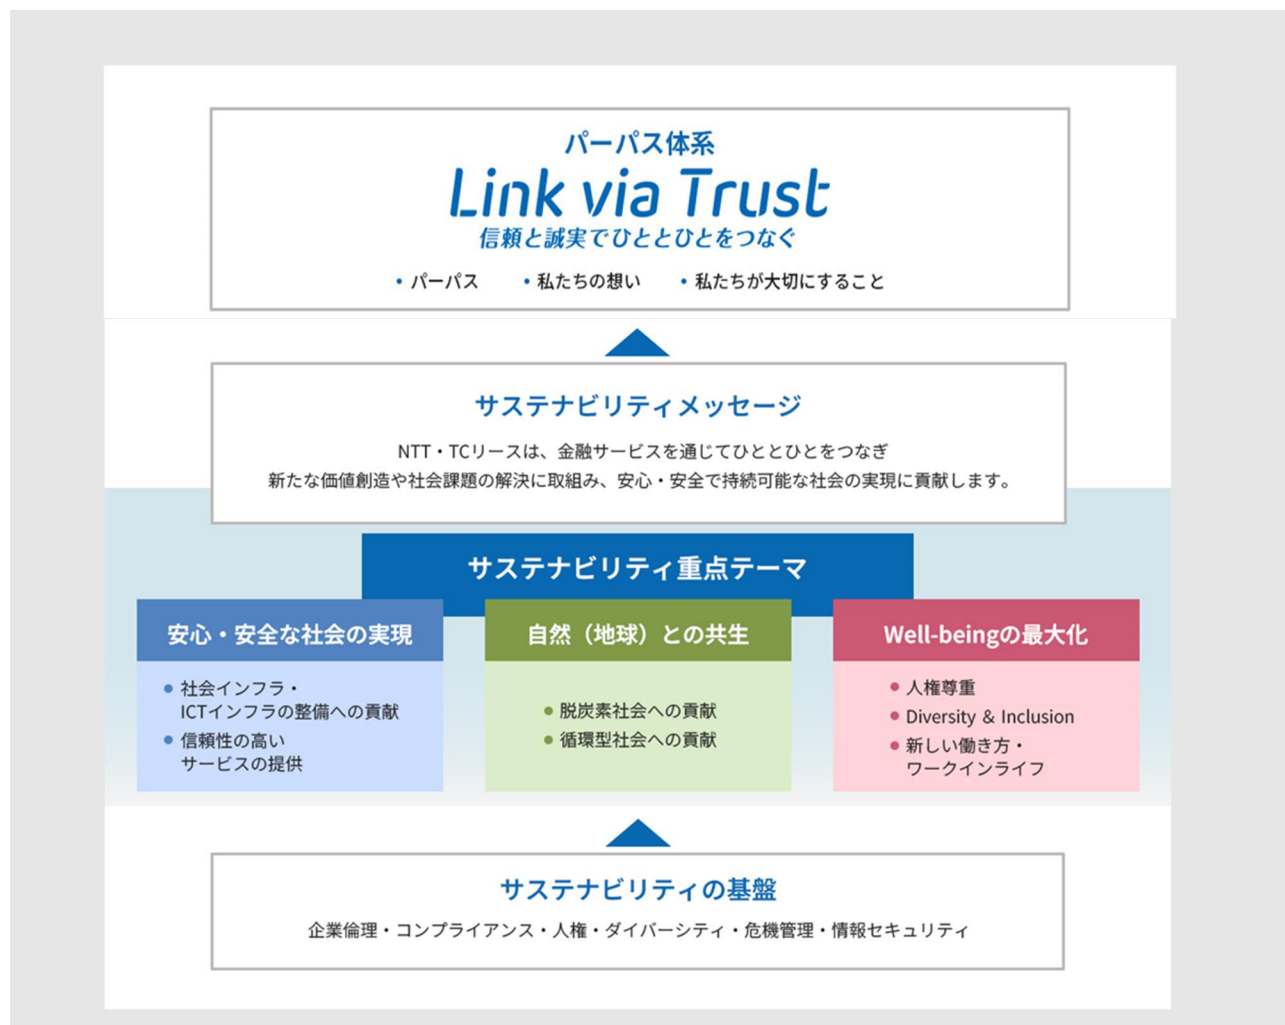 パーパス体系
Link via Trust
信頼と誠実でひととひとをつなぐ
• パーパス • 私たちの想い • 私たちが大切にすること
サステナビリティメッセージ
NTT・TCリースは、金融サービスを通じてひととひとをつなぎ
新たな価値創造や社会課題の解決に取組み、安心・安全で持続可能な社会の実現に貢献します。
サステナビリティ重点テーマ
安心・安全な社会の実現
● 社会インフラ・
ICTインフラの整備への貢献
● 信頼性の高い
サービスの提供
自然（地球）との共生
● 脱炭素社会への貢献
● 循環型社会への貢献
Well-beingの最大化
● 人権尊重
● Diversity & Inclusion
● 新しい働き方・
ワークインライフ
サステナビリティの基盤
企業倫理・コンプライアンス・人権・ダイバーシティ・危機管理・情報セキュリティ